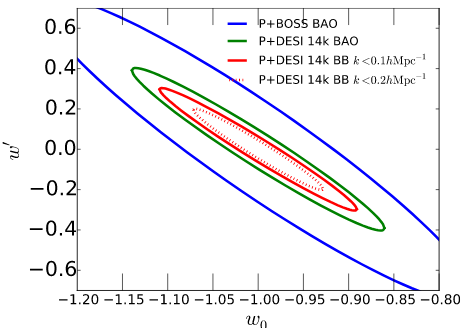 P+BOSS BAO
P+DESI 14k BAO
P+DESI 14k BB k<0.1hMpc⁻¹
P+DESI 14k BB k<0.2hMpc⁻¹
0.6
0.4
0.2
0.0
−0.2
−0.4
−0.6
w′
−1.20 −1.15 −1.10 −1.05 −1.00 −0.95 −0.90 −0.85 −0.80
w₀